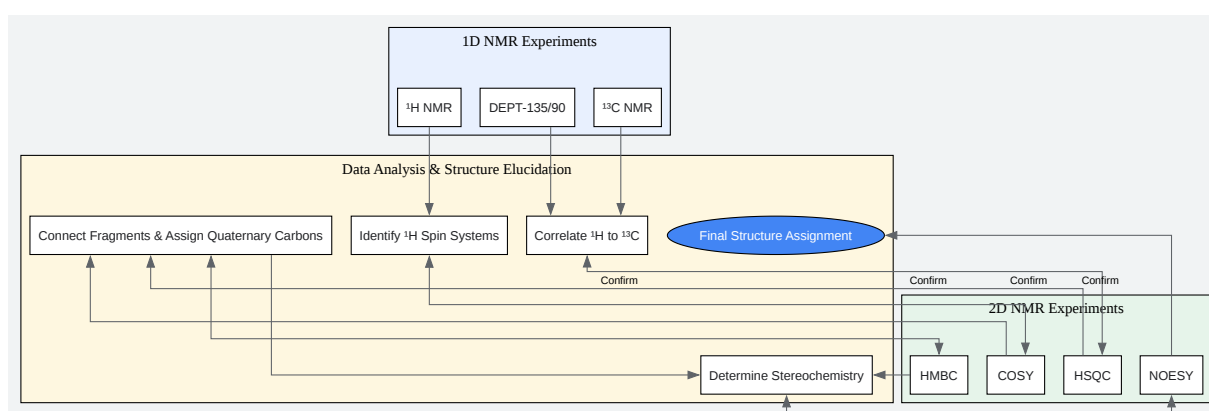 1D NMR Experiments
¹H NMR
DEPT-135/90
¹³C NMR
Data Analysis & Structure Elucidation
Connect Fragments & Assign Quaternary Carbons
Identify ¹H Spin Systems
Correlate ¹H to ¹³C
Final Structure Assignment
Confirm
Confirm
Confirm
Confirm
2D NMR Experiments
Determine Stereochemistry
HMBC
COSY
HSQC
NOESY